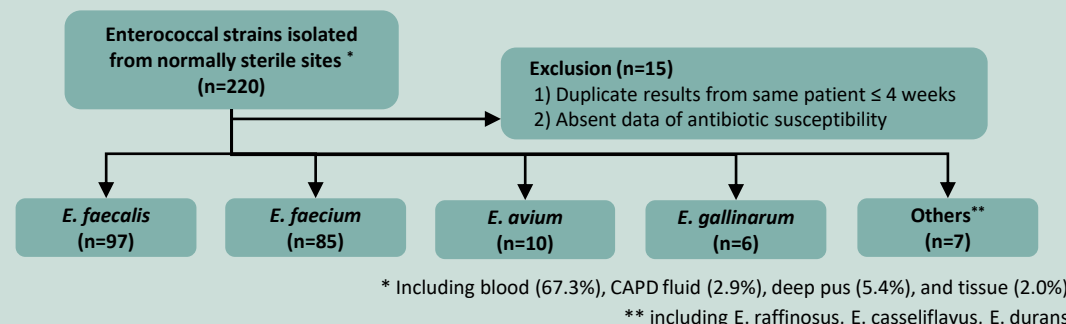 Enterococcal strains isolated
from normally sterile sites *
(n=220)
Exclusion (n=15)
1) Duplicate results from same patient ≤ 4 weeks
2) Absent data of antibiotic susceptibility
E. faecalis
(n=97)
E. faecium
(n=85)
E. avium
(n=10)
E. gallinarum
(n=6)
Others**
(n=7)
* Including blood (67.3%), CAPD fluid (2.9%), deep pus (5.4%), and tissue (2.0%)
** including E. raffinosus, E. casseliflavus, E. durans